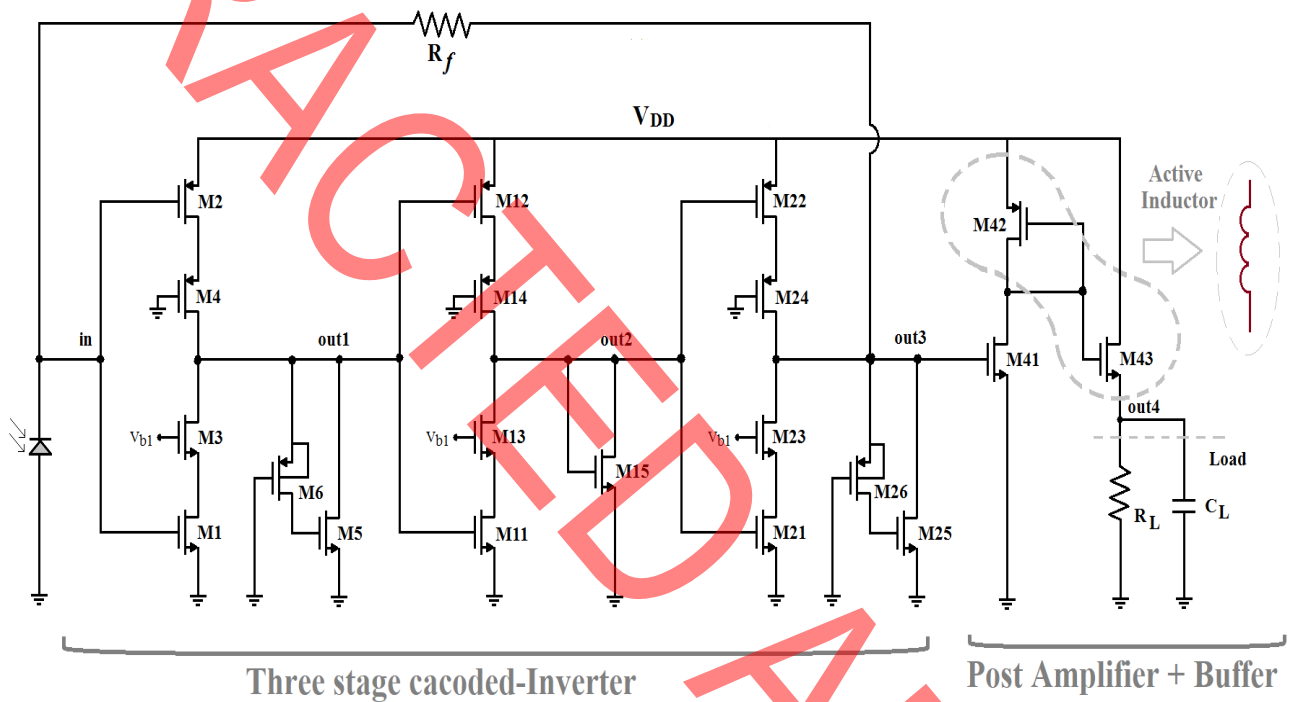 R_f
V_DD
M2
M12
M22
Active
Inductor
M42
M4
M14
M24
in
out1
out2
out3
M41
M43
V_b1
M3
V_b1
M13
V_b1
M23
out4
Load
M6
M15
M26
M1
M5
M11
M21
M25
R_L
C_L
Three stage cacoded-Inverter
Post Amplifier + Buffer